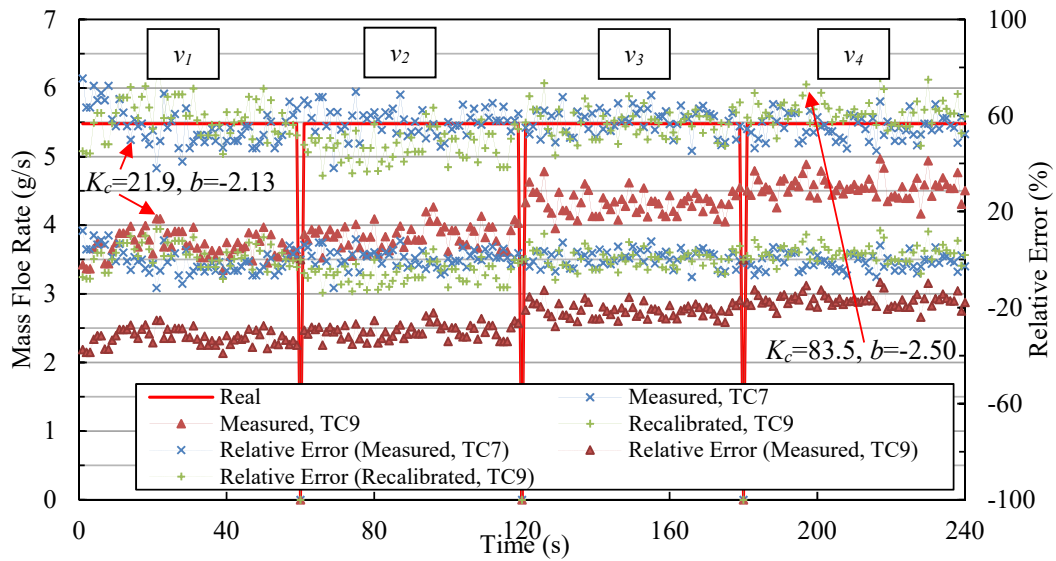 7
6
5
4
3
2
1
0
Mass Floe Rate (g/s)
100
60
20
-20
-60
-100
Relative Error (%)
v1
v2
v3
v4
Kc=21.9, b=-2.13
Kc=83.5, b=-2.50
Real
Measured, TC7
Measured, TC9
Recalibrated, TC9
Relative Error (Measured, TC7)
Relative Error (Measured, TC9)
Relative Error (Recalibrated, TC9)
0
40
80
120
160
200
240
Time (s)